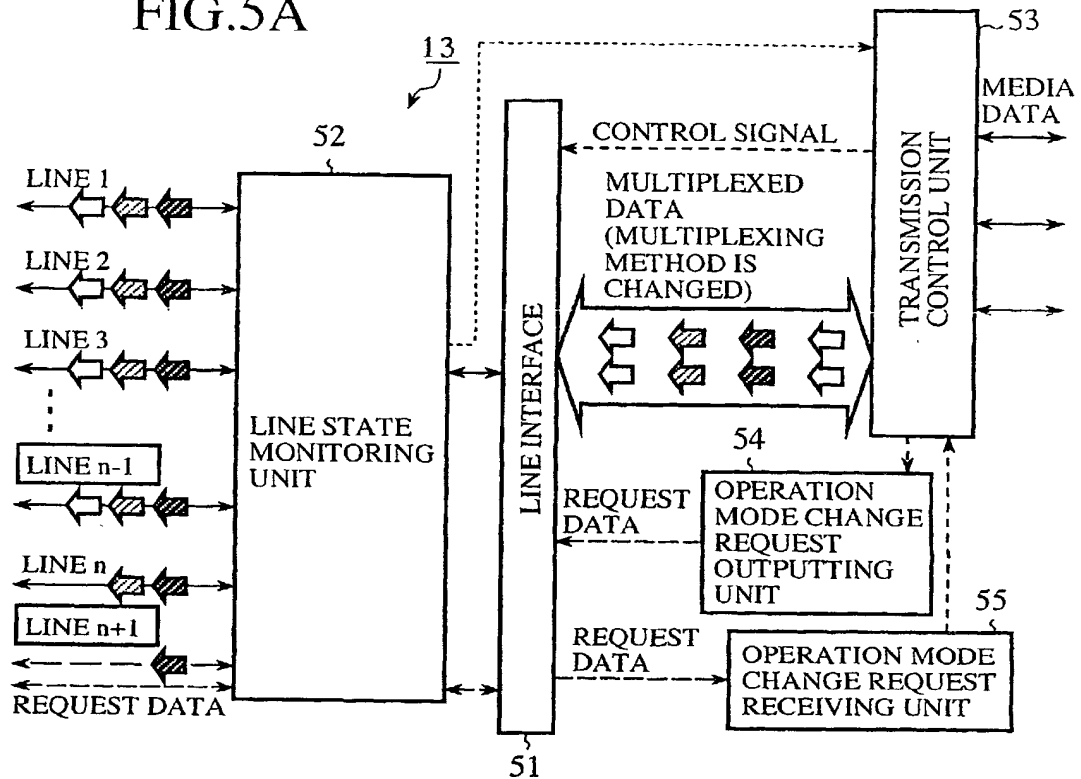 FIG.5A
13
53
MEDIA
DATA
52
CONTROL SIGNAL
TRANSMISSION
CONTROL UNIT
LINE 1
MULTIPLEXED
DATA
(MULTIPLEXING
METHOD IS
CHANGED)
LINE 2
LINE 3
LINE INTERFACE
LINE STATE
MONITORING
UNIT
LINE n-1
54
REQUEST
DATA
OPERATION
MODE CHANGE
REQUEST
OUTPUTTING
UNIT
LINE n
LINE n+1
55
REQUEST
DATA
OPERATION MODE
CHANGE REQUEST
RECEIVING UNIT
REQUEST DATA
51